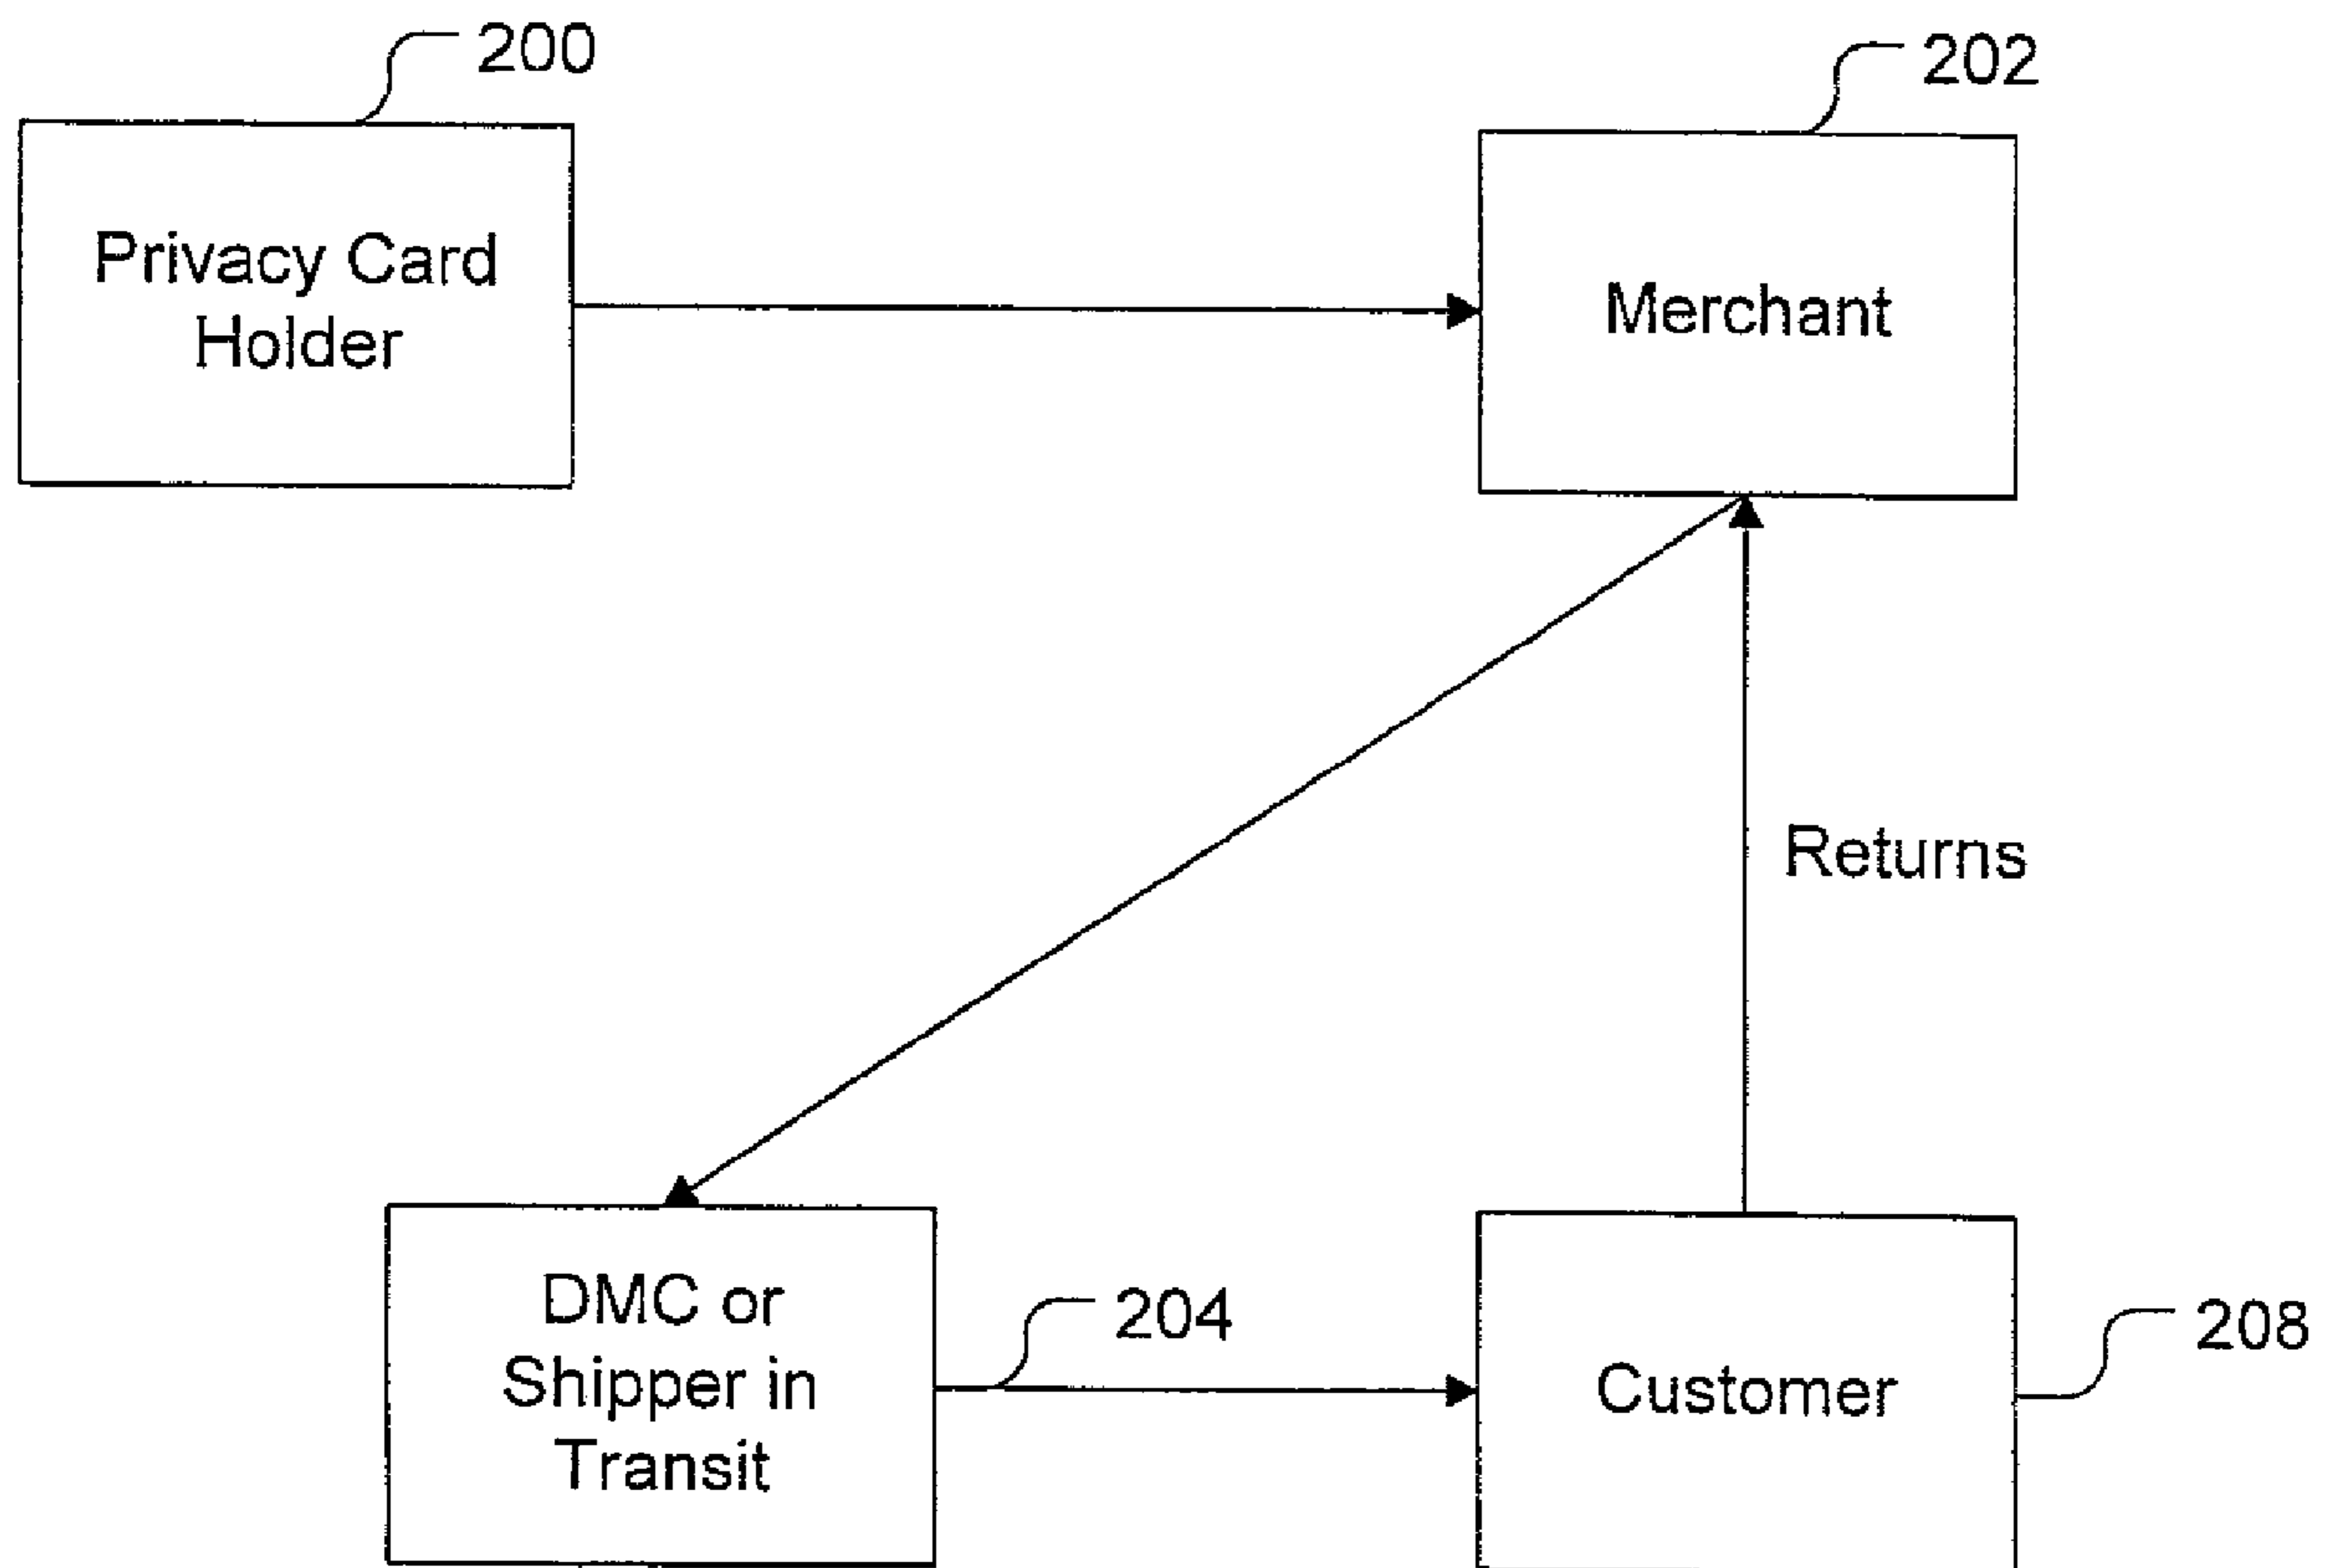 200
202
Privacy Card
Holder
Merchant
Returns
DMC or
Shipper in
Transit
204
Customer
208